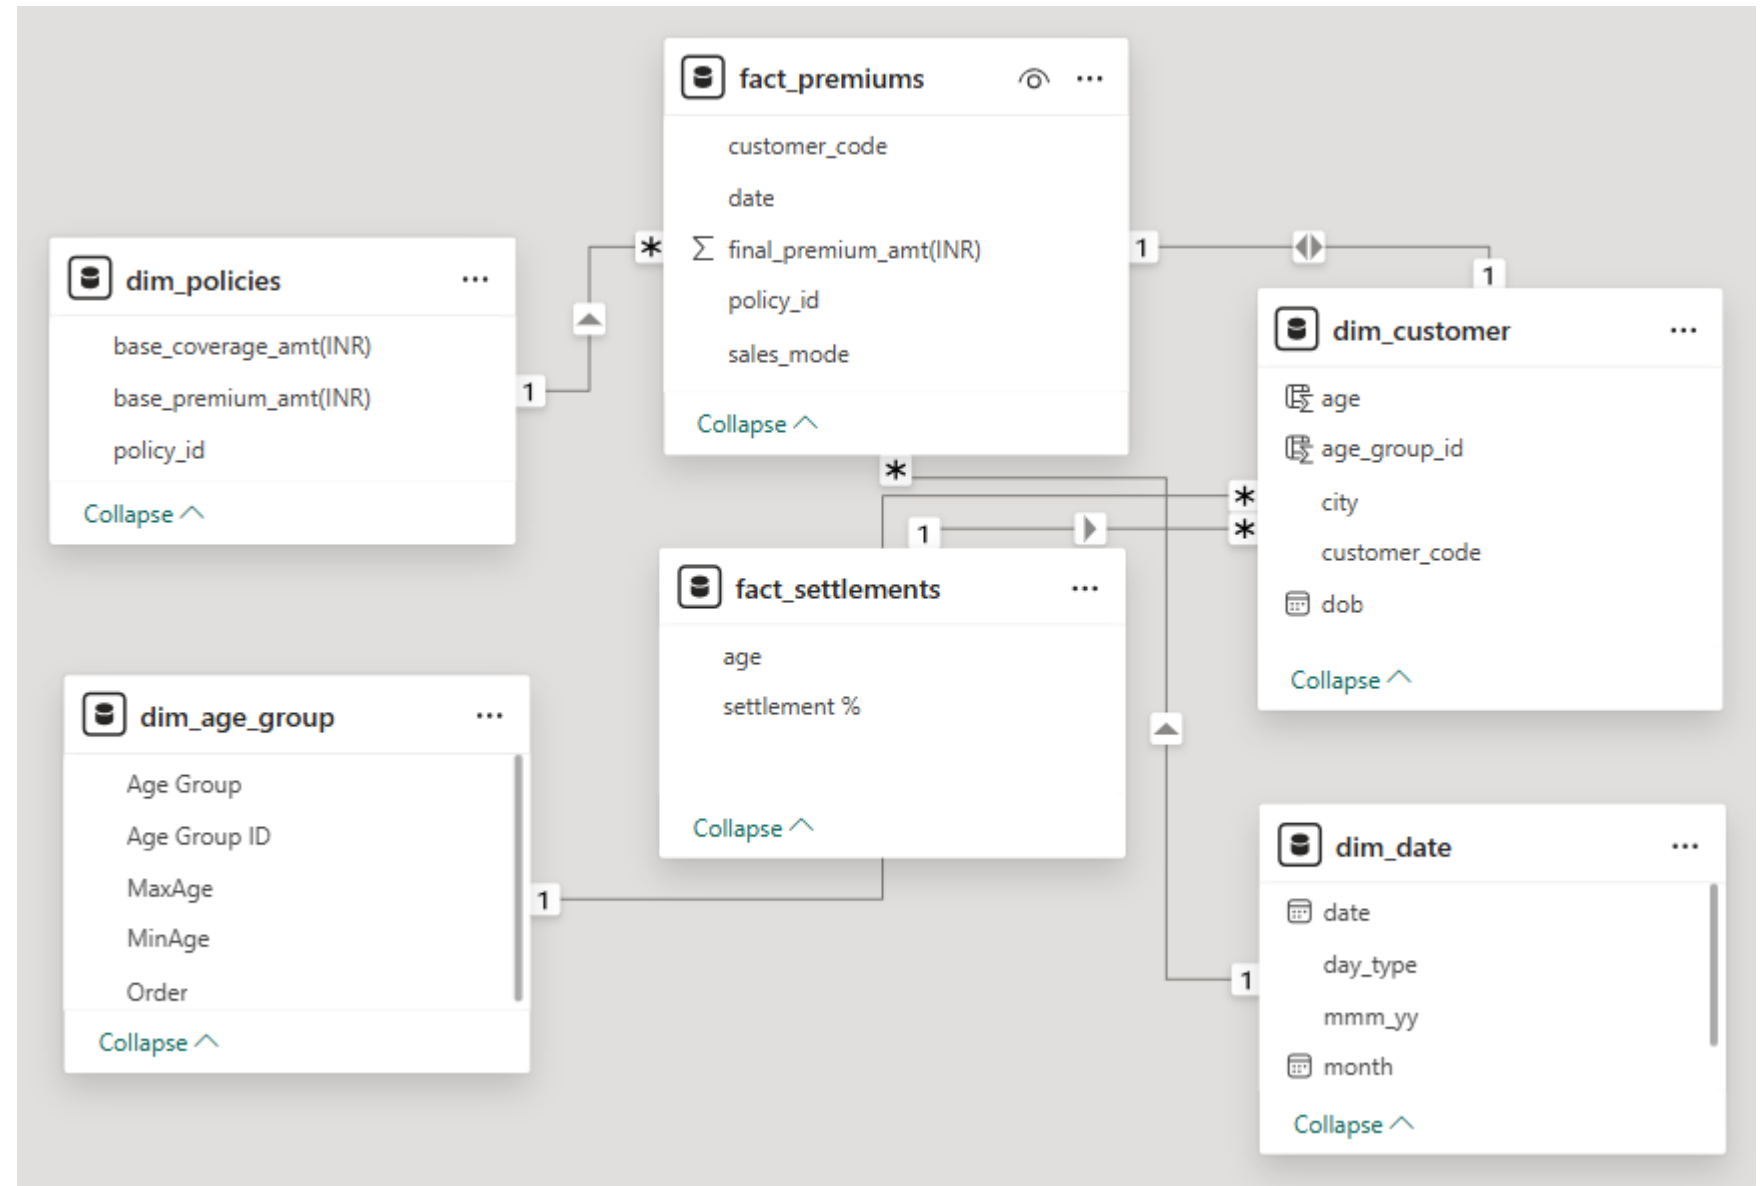 fact_premiums
customer_code
date
final_premium_amt(INR)
policy_id
sales_mode
Collapse
dim_policies
base_coverage_amt(INR)
base_premium_amt(INR)
policy_id
Collapse
*
1
1
1
dim_customer
age
age_group_id
city
customer_code
dob
Collapse
*
*
1
*
fact_settlements
age
settlement %
Collapse
dim_age_group
Age Group
Age Group ID
MaxAge
MinAge
Order
Collapse
1
dim_date
date
day_type
mmm_yy
month
Collapse
1